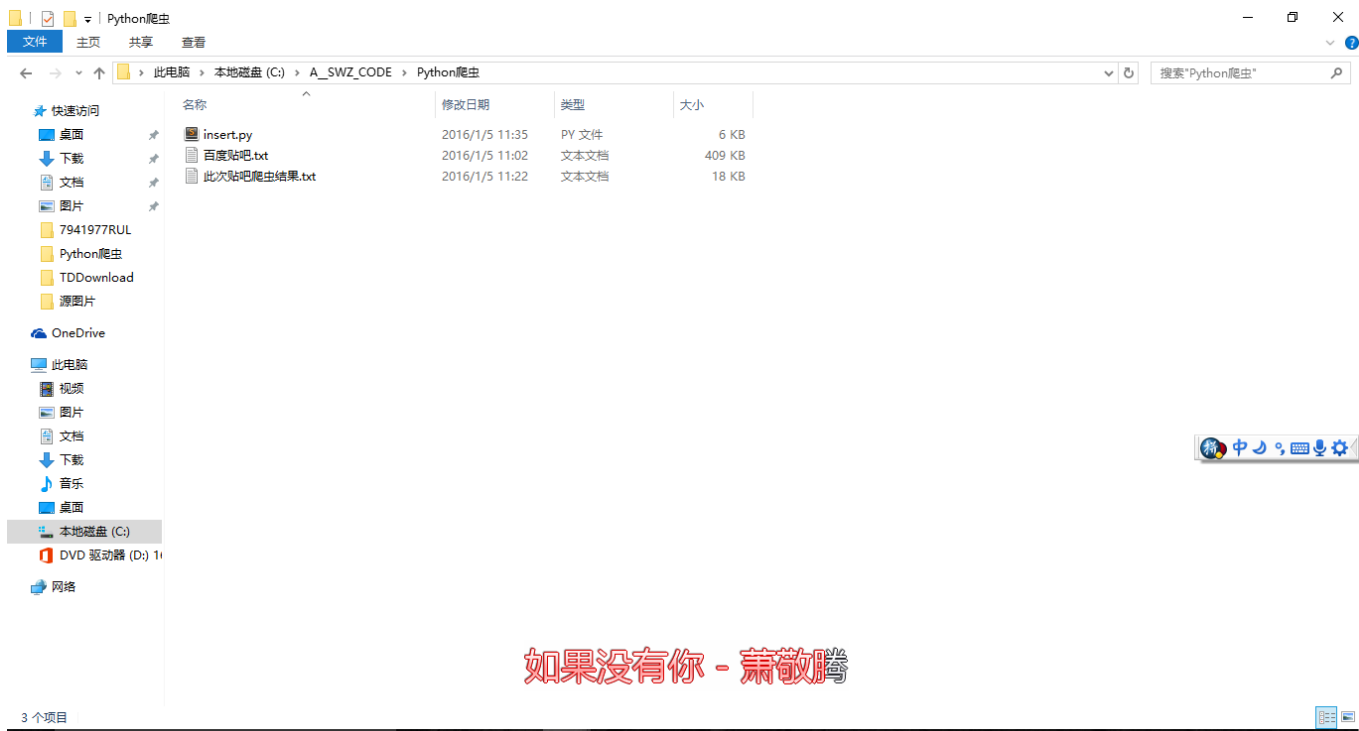 Python爬虫
文件 主页 共享 查看
此电脑 本地磁盘 (C:) A__SWZ_CODE Python爬虫 搜索"Python爬虫"
名称 修改日期 类型 大小
insert.py 2016/1/5 11:35 PY 文件 6 KB
百度贴吧.txt 2016/1/5 11:02 文本文档 409 KB
此次贴吧爬虫结果.txt 2016/1/5 11:22 文本文档 18 KB
快速访问
桌面
下载
文档
图片
7941977RUL
Python爬虫
TDDownload
源图片
OneDrive
此电脑
视频
图片
文档
下载
音乐
桌面
本地磁盘 (C:)
DVD 驱动器 (D:) 1
网络
中
如果没有你 - 萧敬腾
3 个项目